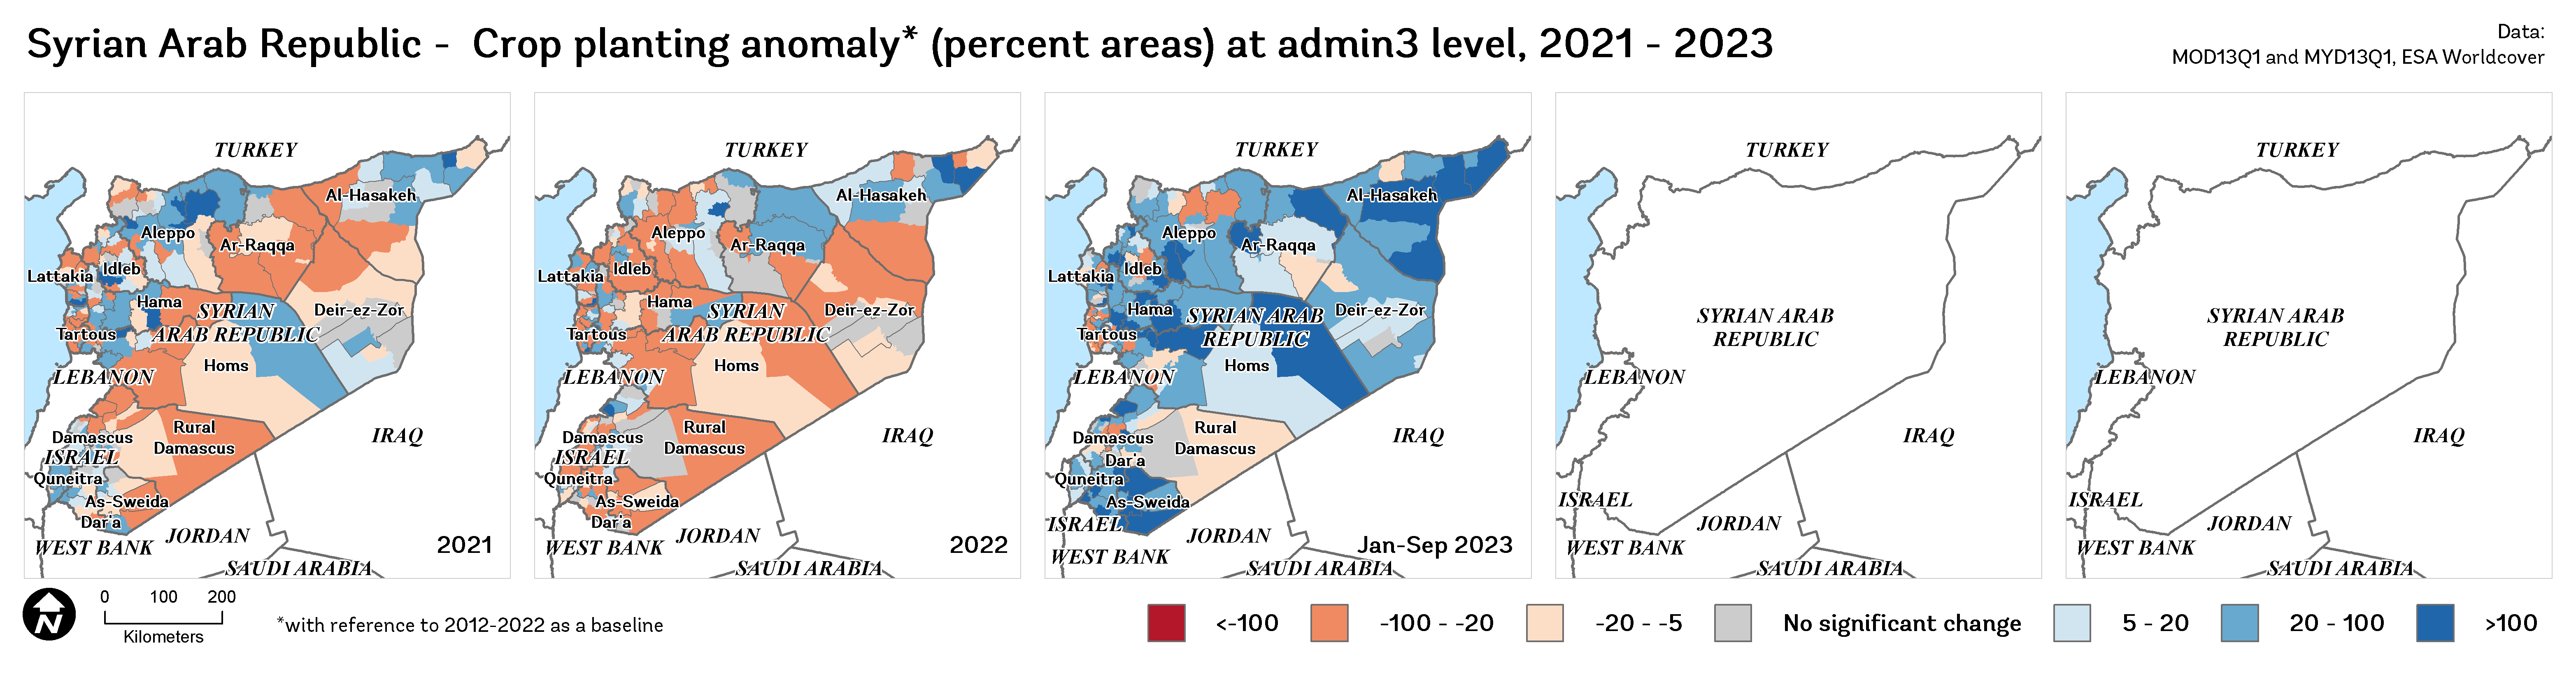 Syrian Arab Republic -  Crop planting anomaly* (percent areas) at admin3 level, 2021 - 2023
Data:
MOD13Q1 and MYD13Q1, ESA Worldcover
TURKEY
Al-Hasakeh
Aleppo
Ar-Raqqa
Lattakia
Idleb
Hama
SYRIAN
Deir-ez-Zor
Tartous
ARAB REPUBLIC
Homs
LEBANON
Rural
Damascus
IRAQ
Damascus
ISRAEL
Quneitra
As-Sweida
Dar'a
JORDAN
WEST BANK
2021
SAUDI ARABIA
TURKEY
Al-Hasakeh
Aleppo
Ar-Raqqa
Lattakia
Idleb
Hama
SYRIAN
Deir-ez-Zor
Tartous
ARAB REPUBLIC
Homs
LEBANON
Rural
Damascus
IRAQ
Damascus
ISRAEL
Quneitra
As-Sweida
Dar'a
JORDAN
WEST BANK
2022
SAUDI ARABIA
TURKEY
Al-Hasakeh
Aleppo
Ar-Raqqa
Lattakia
Idleb
Hama
SYRIAN ARAB
REPUBLIC
Deir-ez-Zor
Tartous
Homs
LEBANON
Rural
Damascus
IRAQ
Damascus
Dar'a
Quneitra
As-Sweida
ISRAEL
JORDAN
WEST BANK
Jan-Sep 2023
SAUDI ARABIA
TURKEY
SYRIAN ARAB
REPUBLIC
LEBANON
IRAQ
ISRAEL
JORDAN
WEST BANK
SAUDI ARABIA
TURKEY
SYRIAN ARAB
REPUBLIC
LEBANON
IRAQ
ISRAEL
JORDAN
WEST BANK
SAUDI ARABIA
N
0 100 200
Kilometers
*with reference to 2012-2022 as a baseline
<-100
-100 - -20
-20 - -5
No significant change
5 - 20
20 - 100
>100